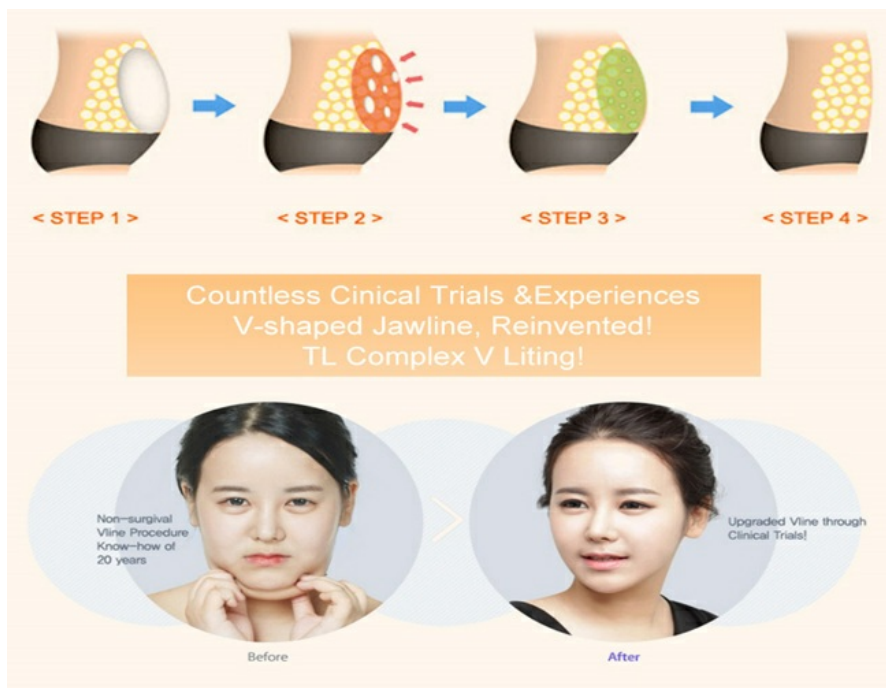 < STEP 1 >
< STEP 2 >
< STEP 3 >
< STEP 4 >
Countless Cinical Trials &Experiences
V-shaped Jawline, Reinvented!
TL Complex V Liting!
Non-surgival
Vline Procedure
Know-how of
20 years
Upgraded Vline through
Clinical Trials!
Before
After